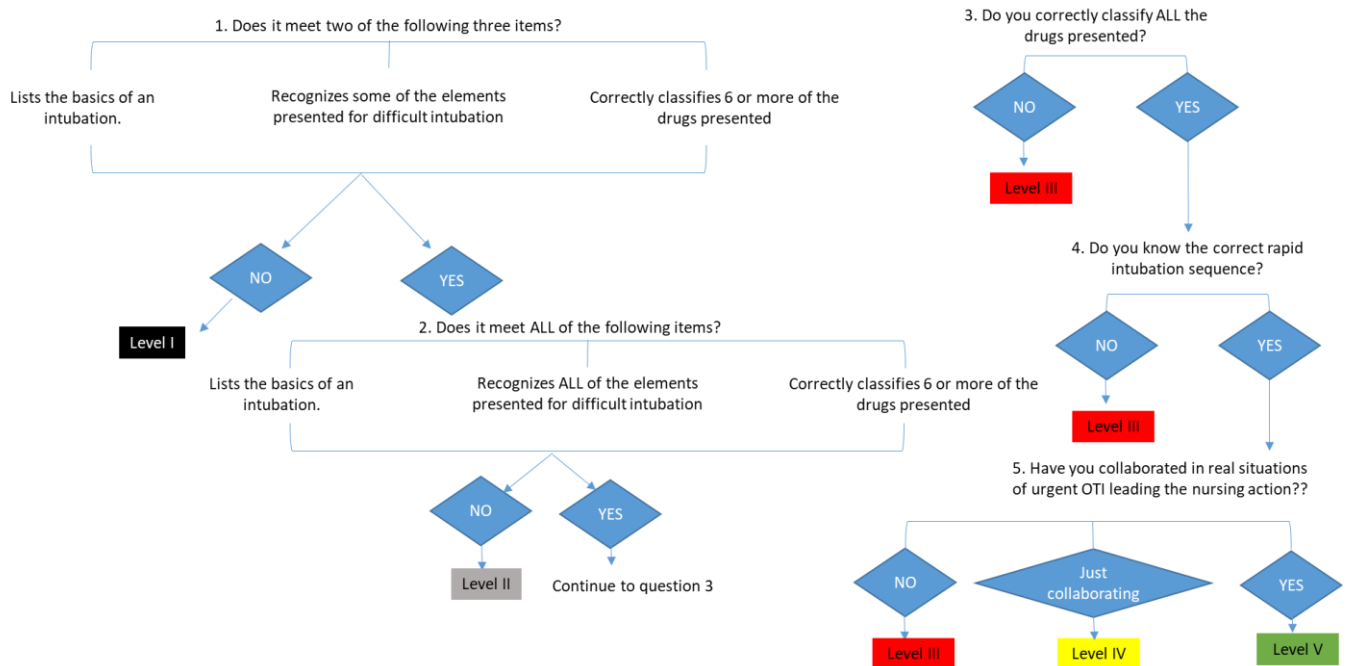 1. Does it meet two of the following three items?
Lists the basics of an
intubation.
Recognizes some of the elements
presented for difficult intubation
Correctly classifies 6 or more of the
drugs presented
NO
YES
Level I
2. Does it meet ALL of the following items?
Lists the basics of an
intubation.
Recognizes ALL of the elements
presented for difficult intubation
Correctly classifies 6 or more of the
drugs presented
NO
YES
Level II
Continue to question 3
3. Do you correctly classify ALL the
drugs presented?
NO
YES
Level III
4. Do you know the correct rapid
intubation sequence?
NO
YES
Level III
5. Have you collaborated in real situations
of urgent OTI leading the nursing action??
NO
Just
collaborating
YES
Level III
Level IV
Level V